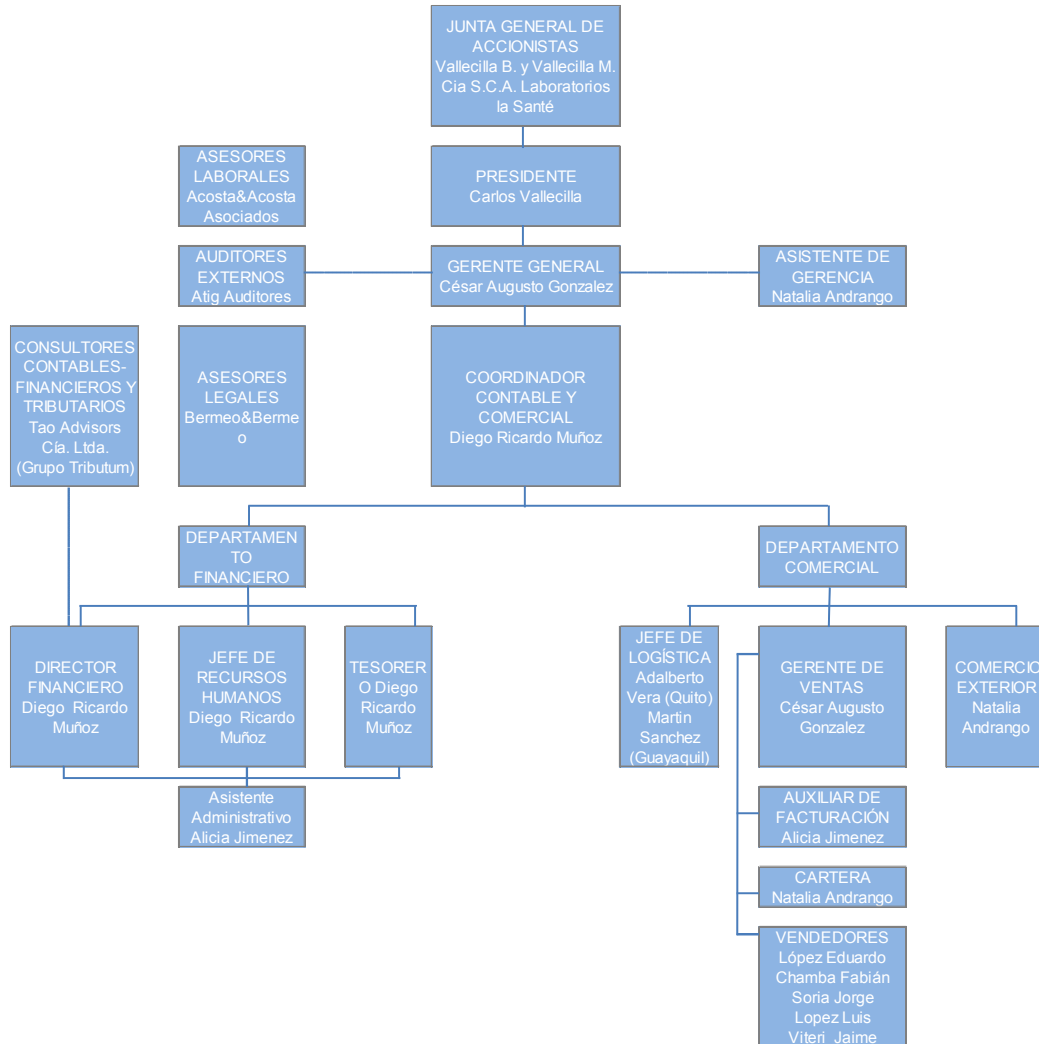 JUNTA GENERAL DE
ACCIONISTAS
Vallecilla B. y Vallecilla M.
Cia S.C.A. Laboratorios
la Santé
ASESORES
LABORALES
Acosta&Acosta
Asociados
PRESIDENTE
Carlos Vallecilla
AUDITORES
EXTERNOS
Atig Auditores
GERENTE GENERAL
César Augusto Gonzalez
ASISTENTE DE
GERENCIA
Natalia Andrango
CONSULTORES
CONTABLES-
FINANCIEROS Y
TRIBUTARIOS
Tao Advisors
Cía. Ltda.
(Grupo Tributum)
ASESORES
LEGALES
Bermeo&Berme
o
COORDINADOR
CONTABLE Y
COMERCIAL
Diego Ricardo Muñoz
DEPARTAMEN
TO
FINANCIERO
DEPARTAMENTO
COMERCIAL
DIRECTOR
FINANCIERO
Diego Ricardo
Muñoz
JEFE DE
RECURSOS
HUMANOS
Diego Ricardo
Muñoz
TESORER
O Diego
Ricardo
Muñoz
JEFE DE
LOGÍSTICA
Adalberto
Vera (Quito)
Martin
Sanchez
(Guayaquil)
GERENTE DE
VENTAS
César Augusto
Gonzalez
COMERCIO
EXTERIOR
Natalia
Andrango
Asistente
Administrativo
Alicia Jimenez
AUXILIAR DE
FACTURACIÓN
Alicia Jimenez
CARTERA
Natalia Andrango
VENDEDORES
López Eduardo
Chamba Fabián
Soria Jorge
Lopez Luis
Viteri Jaime